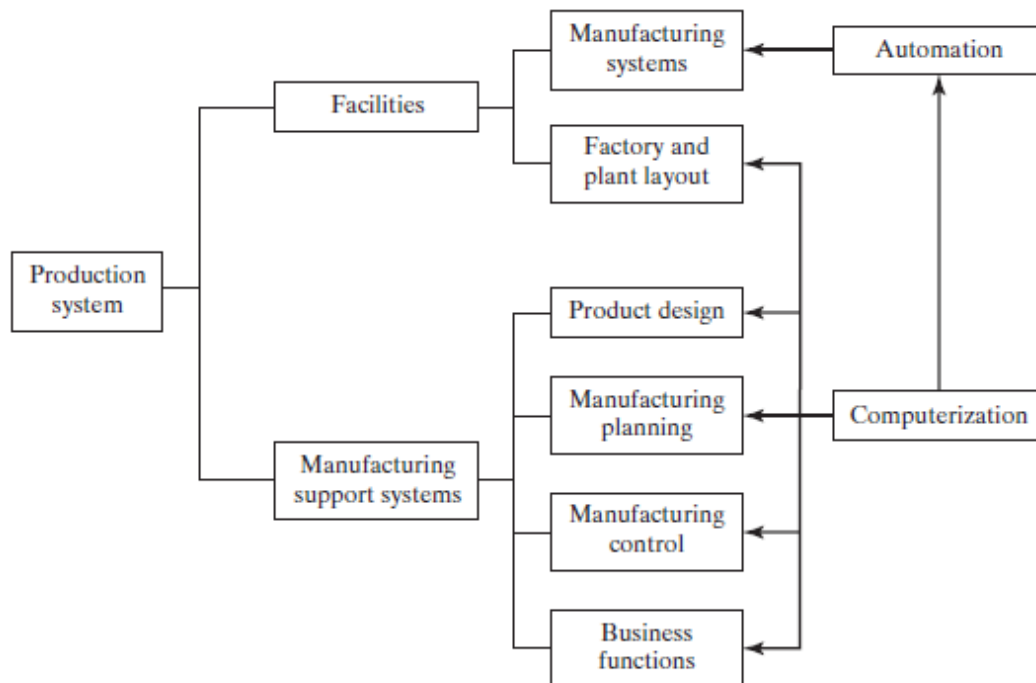 Manufacturing
systems
Automation
Facilities
Factory and
plant layout
Production
system
Product design
Manufacturing
planning
Computerization
Manufacturing
support systems
Manufacturing
control
Business
functions